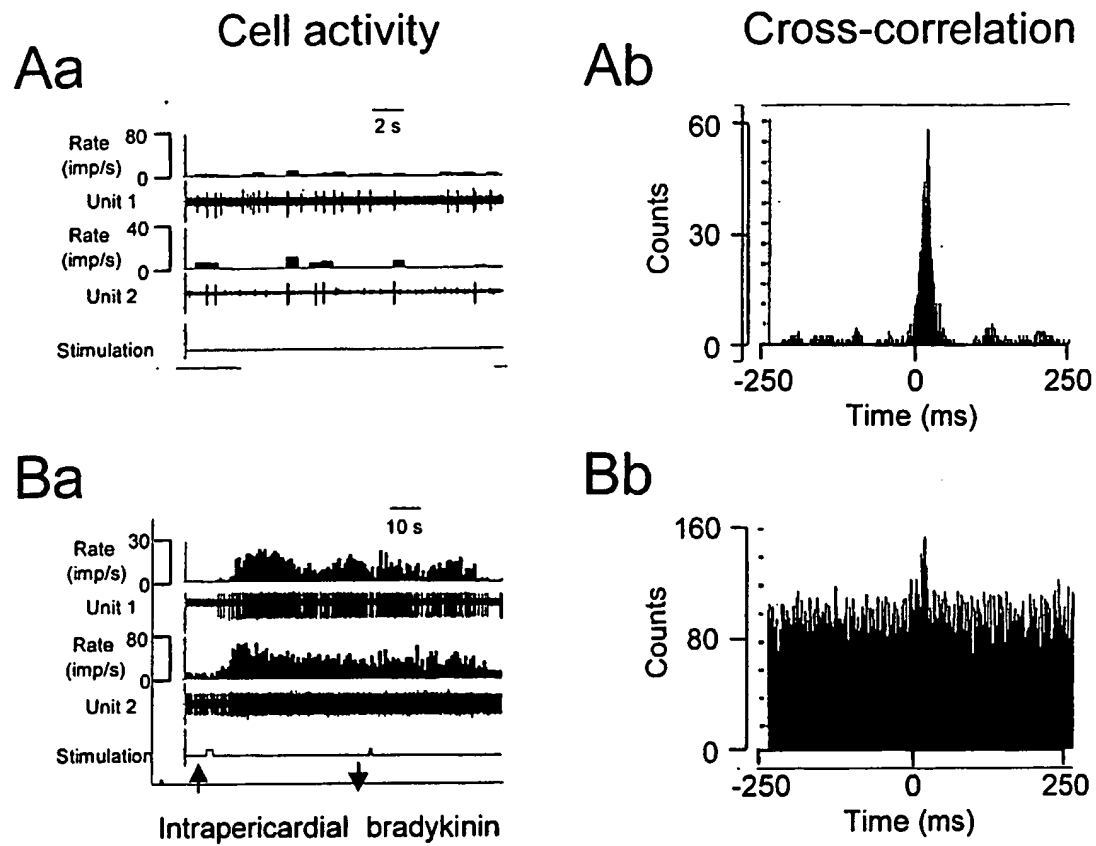 Cell activity
Cross-correlation
Aa
Ab
2 s
Rate
(imp/s)
80
0
Unit 1
Rate
(imp/s)
40
0
Unit 2
Stimulation
60
30
0
Counts
-250
0
250
Time (ms)
Ba
Bb
10 s
Rate
(imp/s)
30
0
Unit 1
Rate
(imp/s)
80
0
Unit 2
Stimulation
Intrapericardial bradykinin
160
80
0
Counts
-250
0
250
Time (ms)